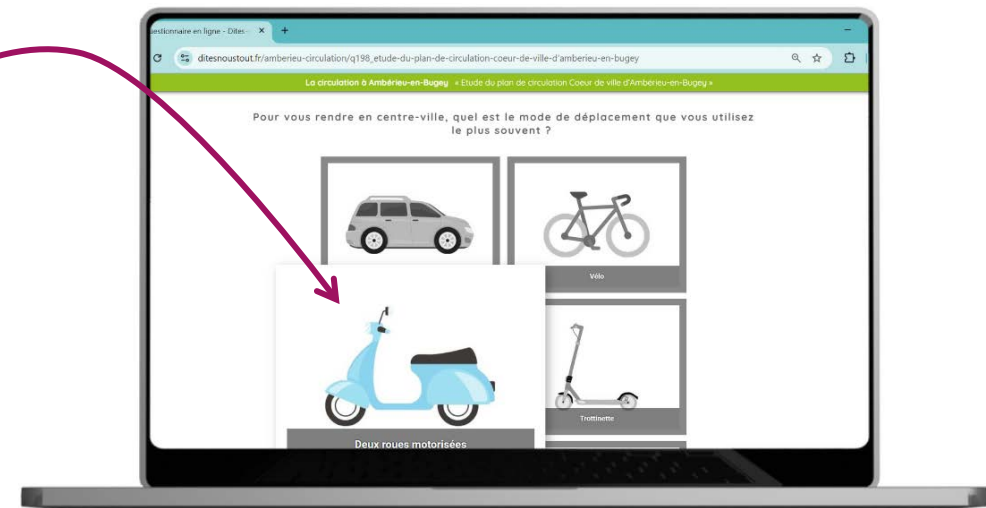 estionnaire en ligne - Dites -
ditesnoustout.fr/amberieu-circulation/q198_etude-du-plan-de-circulation-coeur-de-ville-d'amberieu-en-bugey
La circulation à Ambérieu-en-Bugey « Etude du plan de circulation Coeur de ville d'Ambérieu-en-Bugey »
Pour vous rendre en centre-ville, quel est le mode de déplacement que vous utilisez
le plus souvent ?
Vélo
Trottinette
Deux roues motorisées